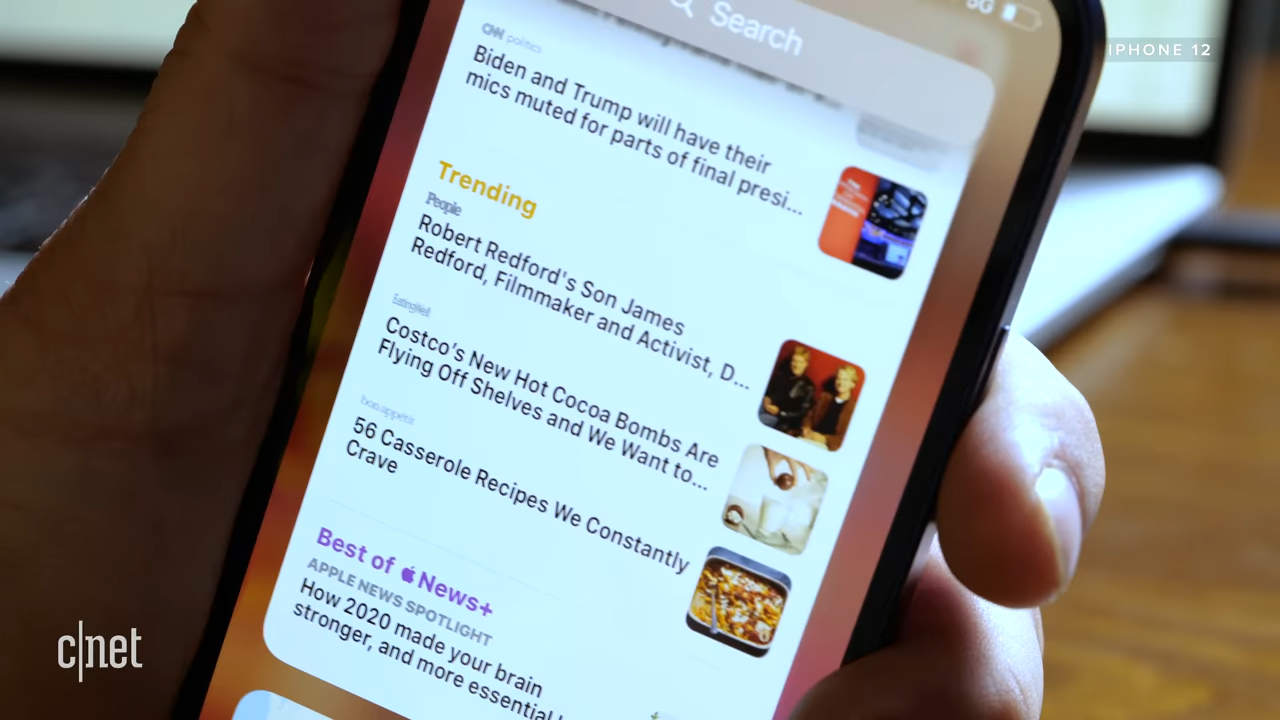 5G
IPHONE 12
Search
CNN politics
Biden and Trump will have their
mics muted for parts of final presi...
Trending
People
Robert Redford's Son James
Redford, Filmmaker and Activist, D...
EatingWell
Costco's New Hot Cocoa Bombs Are
Flying Off Shelves and We Want to...
bon appétit
56 Casserole Recipes We Constantly
Crave
Best of News+
APPLE NEWS SPOTLIGHT
How 2020 made your brain
stronger, and more essential
c|net